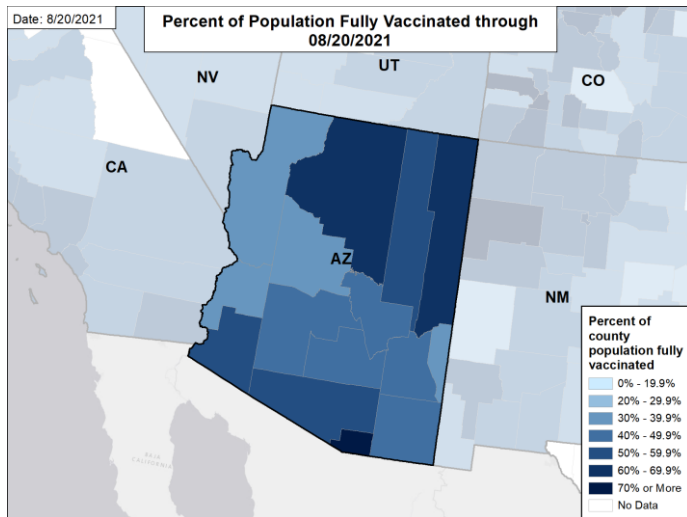 Date: 8/20/2021
Percent of Population Fully Vaccinated through
08/20/2021
NV
UT
CO
CA
AZ
NM
BAJA
CALIFORNIA
Percent of
county
population fully
vaccinated
0% - 19.9%
20% - 29.9%
30% - 39.9%
40% - 49.9%
50% - 59.9%
60% - 69.9%
70% or More
No Data